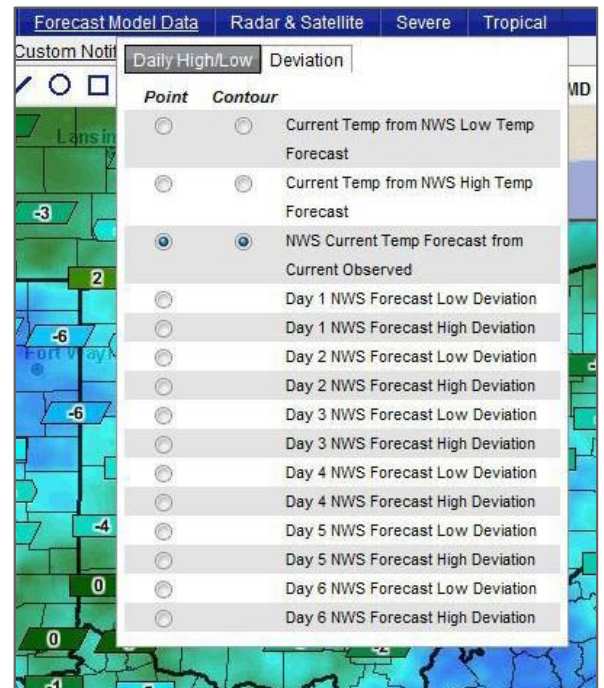 Forecast Model Data Radar & Satellite Severe Tropical
Custom Notif
Daily High/Low Deviation
MD
Point Contour
Lansin
Current Temp from NWS Low Temp
Forecast
Current Temp from NWS High Temp
Forecast
-3
NWS Current Temp Forecast from
Current Observed
2
Day 1 NWS Forecast Low Deviation
Day 1 NWS Forecast High Deviation
-6
Fort Way
Day 2 NWS Forecast Low Deviation
Day 2 NWS Forecast High Deviation
-6
Day 3 NWS Forecast Low Deviation
Day 3 NWS Forecast High Deviation
Day 4 NWS Forecast Low Deviation
Day 4 NWS Forecast High Deviation
-4
Day 5 NWS Forecast Low Deviation
Day 5 NWS Forecast High Deviation
0
Day 6 NWS Forecast Low Deviation
Day 6 NWS Forecast High Deviation
0
-2
-1